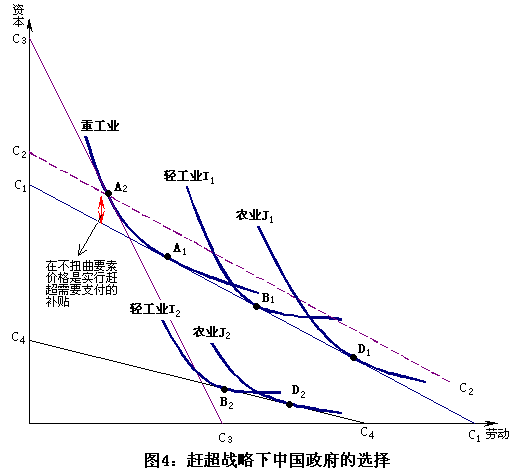 资
本
C3
重工业
C2
A2
轻工业I1
C1
农业J1
A1
在不扭曲要素
价格是实行赶
超需要支付的
补贴
B1
轻工业I2
农业J2
C4
D1
D2
C2
B2
C3
C4
C1
劳动
图4：赶超战略下中国政府的选择